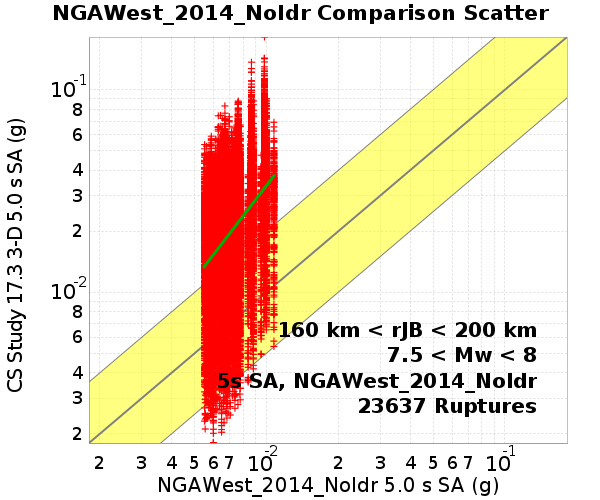 NGAWest_2014_NoIdr Comparison Scatter
CS Study 17.3 3-D 5.0 s SA (g)
10-1
8
6
4
3
2
10-2
8
6
4
3
2
160 km < rJB < 200 km
7.5 < Mw < 8
5s SA, NGAWest_2014_NoIdr
23637 Ruptures
2 3 4 5 6 7 10-2 2 3 4 5 6 7 10-1
NGAWest_2014_NoIdr 5.0 s SA (g)